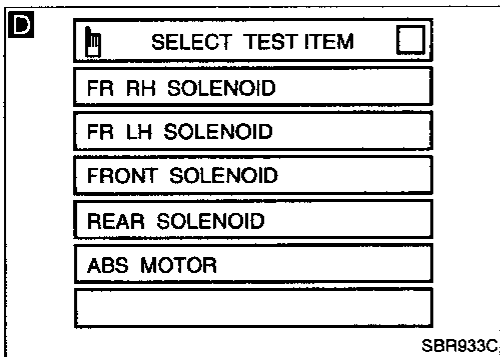 D
SELECT TEST ITEM
FR RH SOLENOID
FR LH SOLENOID
FRONT SOLENOID
REAR SOLENOID
ABS MOTOR
SBR933C